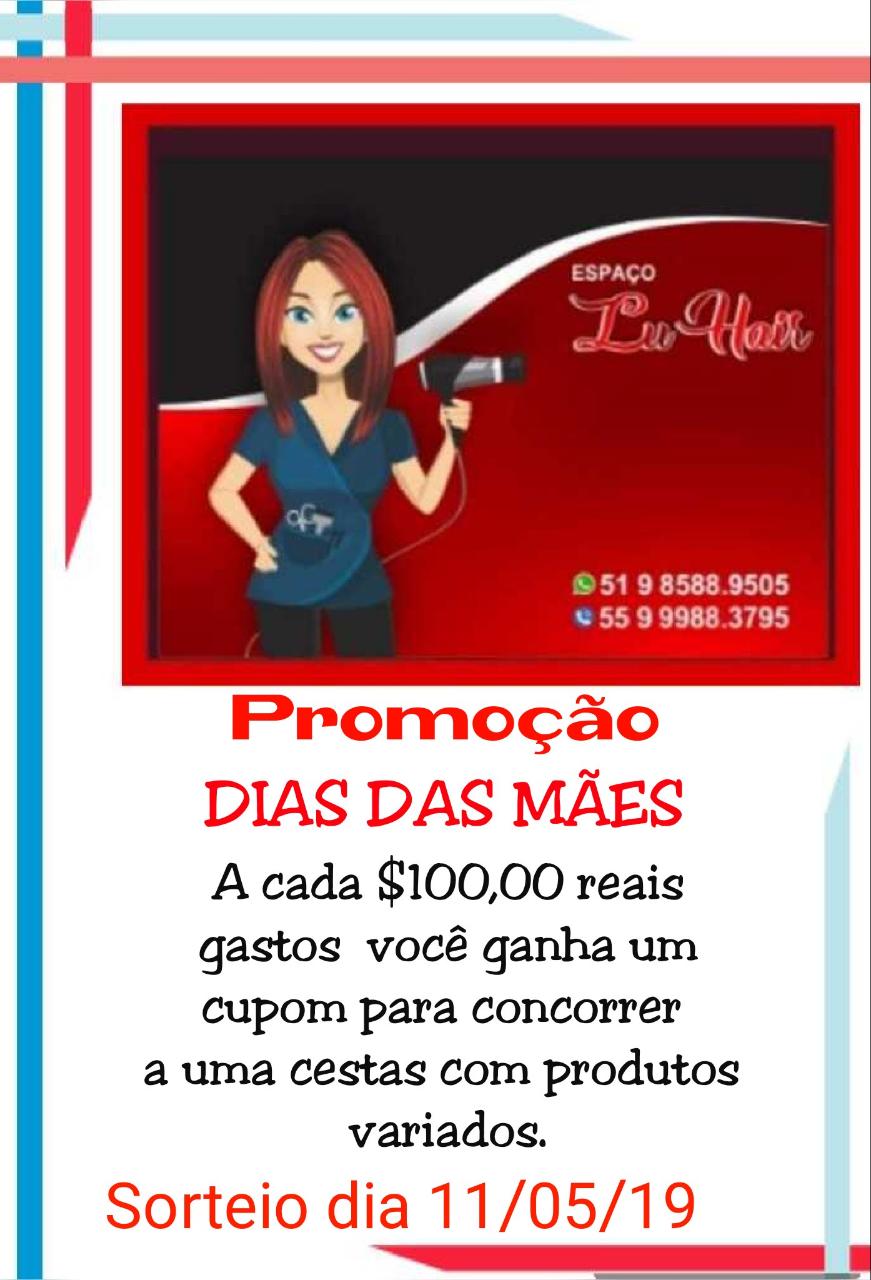 ESPAÇO
Lu Hair
51 9 8588.9505
55 9 9988.3795
Promoção
DIAS DAS MÃES
A cada $100,00 reais
gastos você ganha um
cupom para concorrer
a uma cestas com produtos
variados.
Sorteio dia 11/05/19